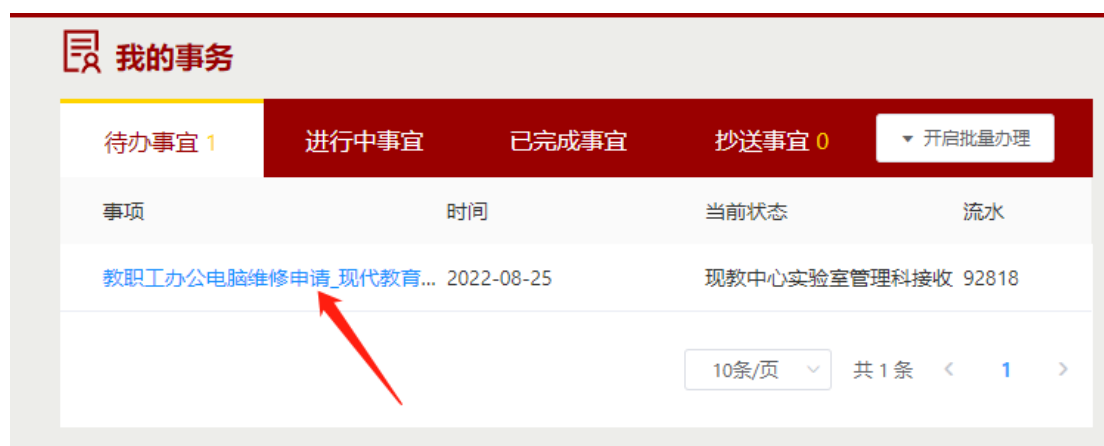 我的事务
待办事宜 1 进行中事宜 已完成事宜 抄送事宜 0 开启批量办理
事项 时间 当前状态 流水
教职工办公电脑维修申请_现代教育... 2022-08-25 现教中心实验室管理科接收 92818
10条/页 共 1 条 1